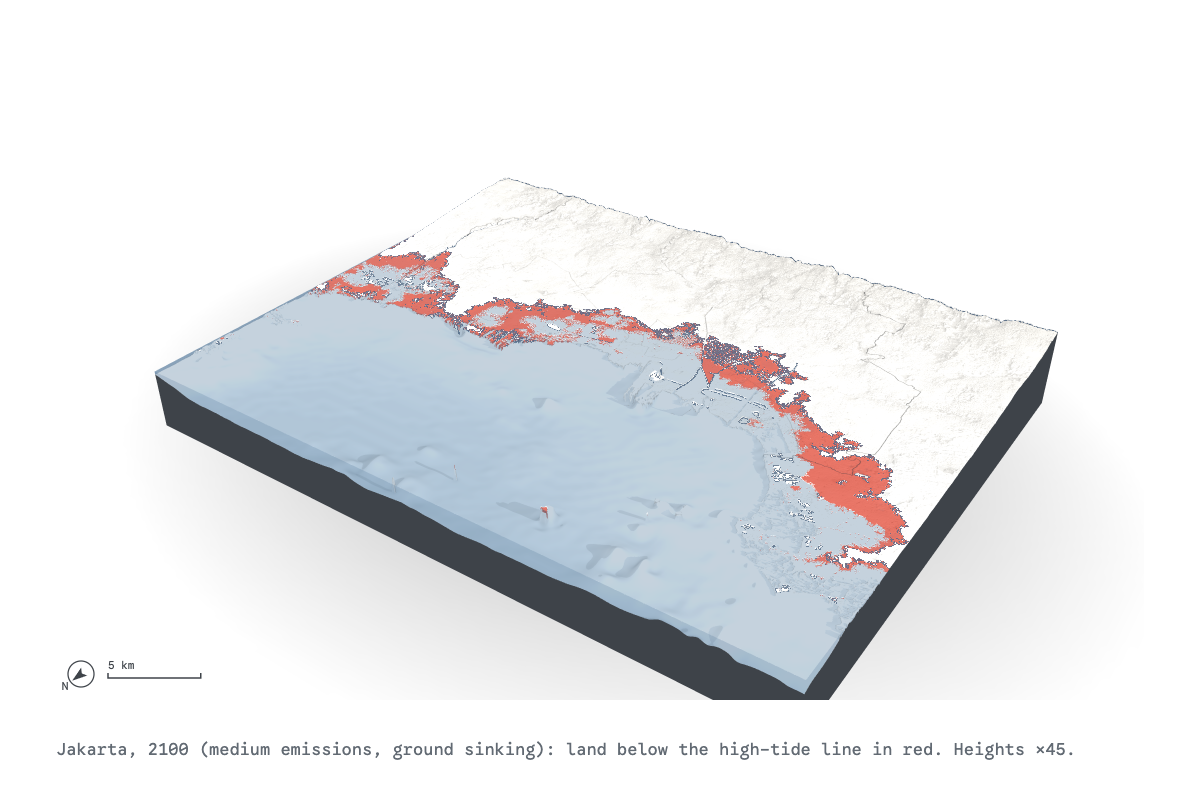 5 km
N
Jakarta, 2100 (medium emissions, ground sinking): land below the high-tide line in red. Heights ×45.